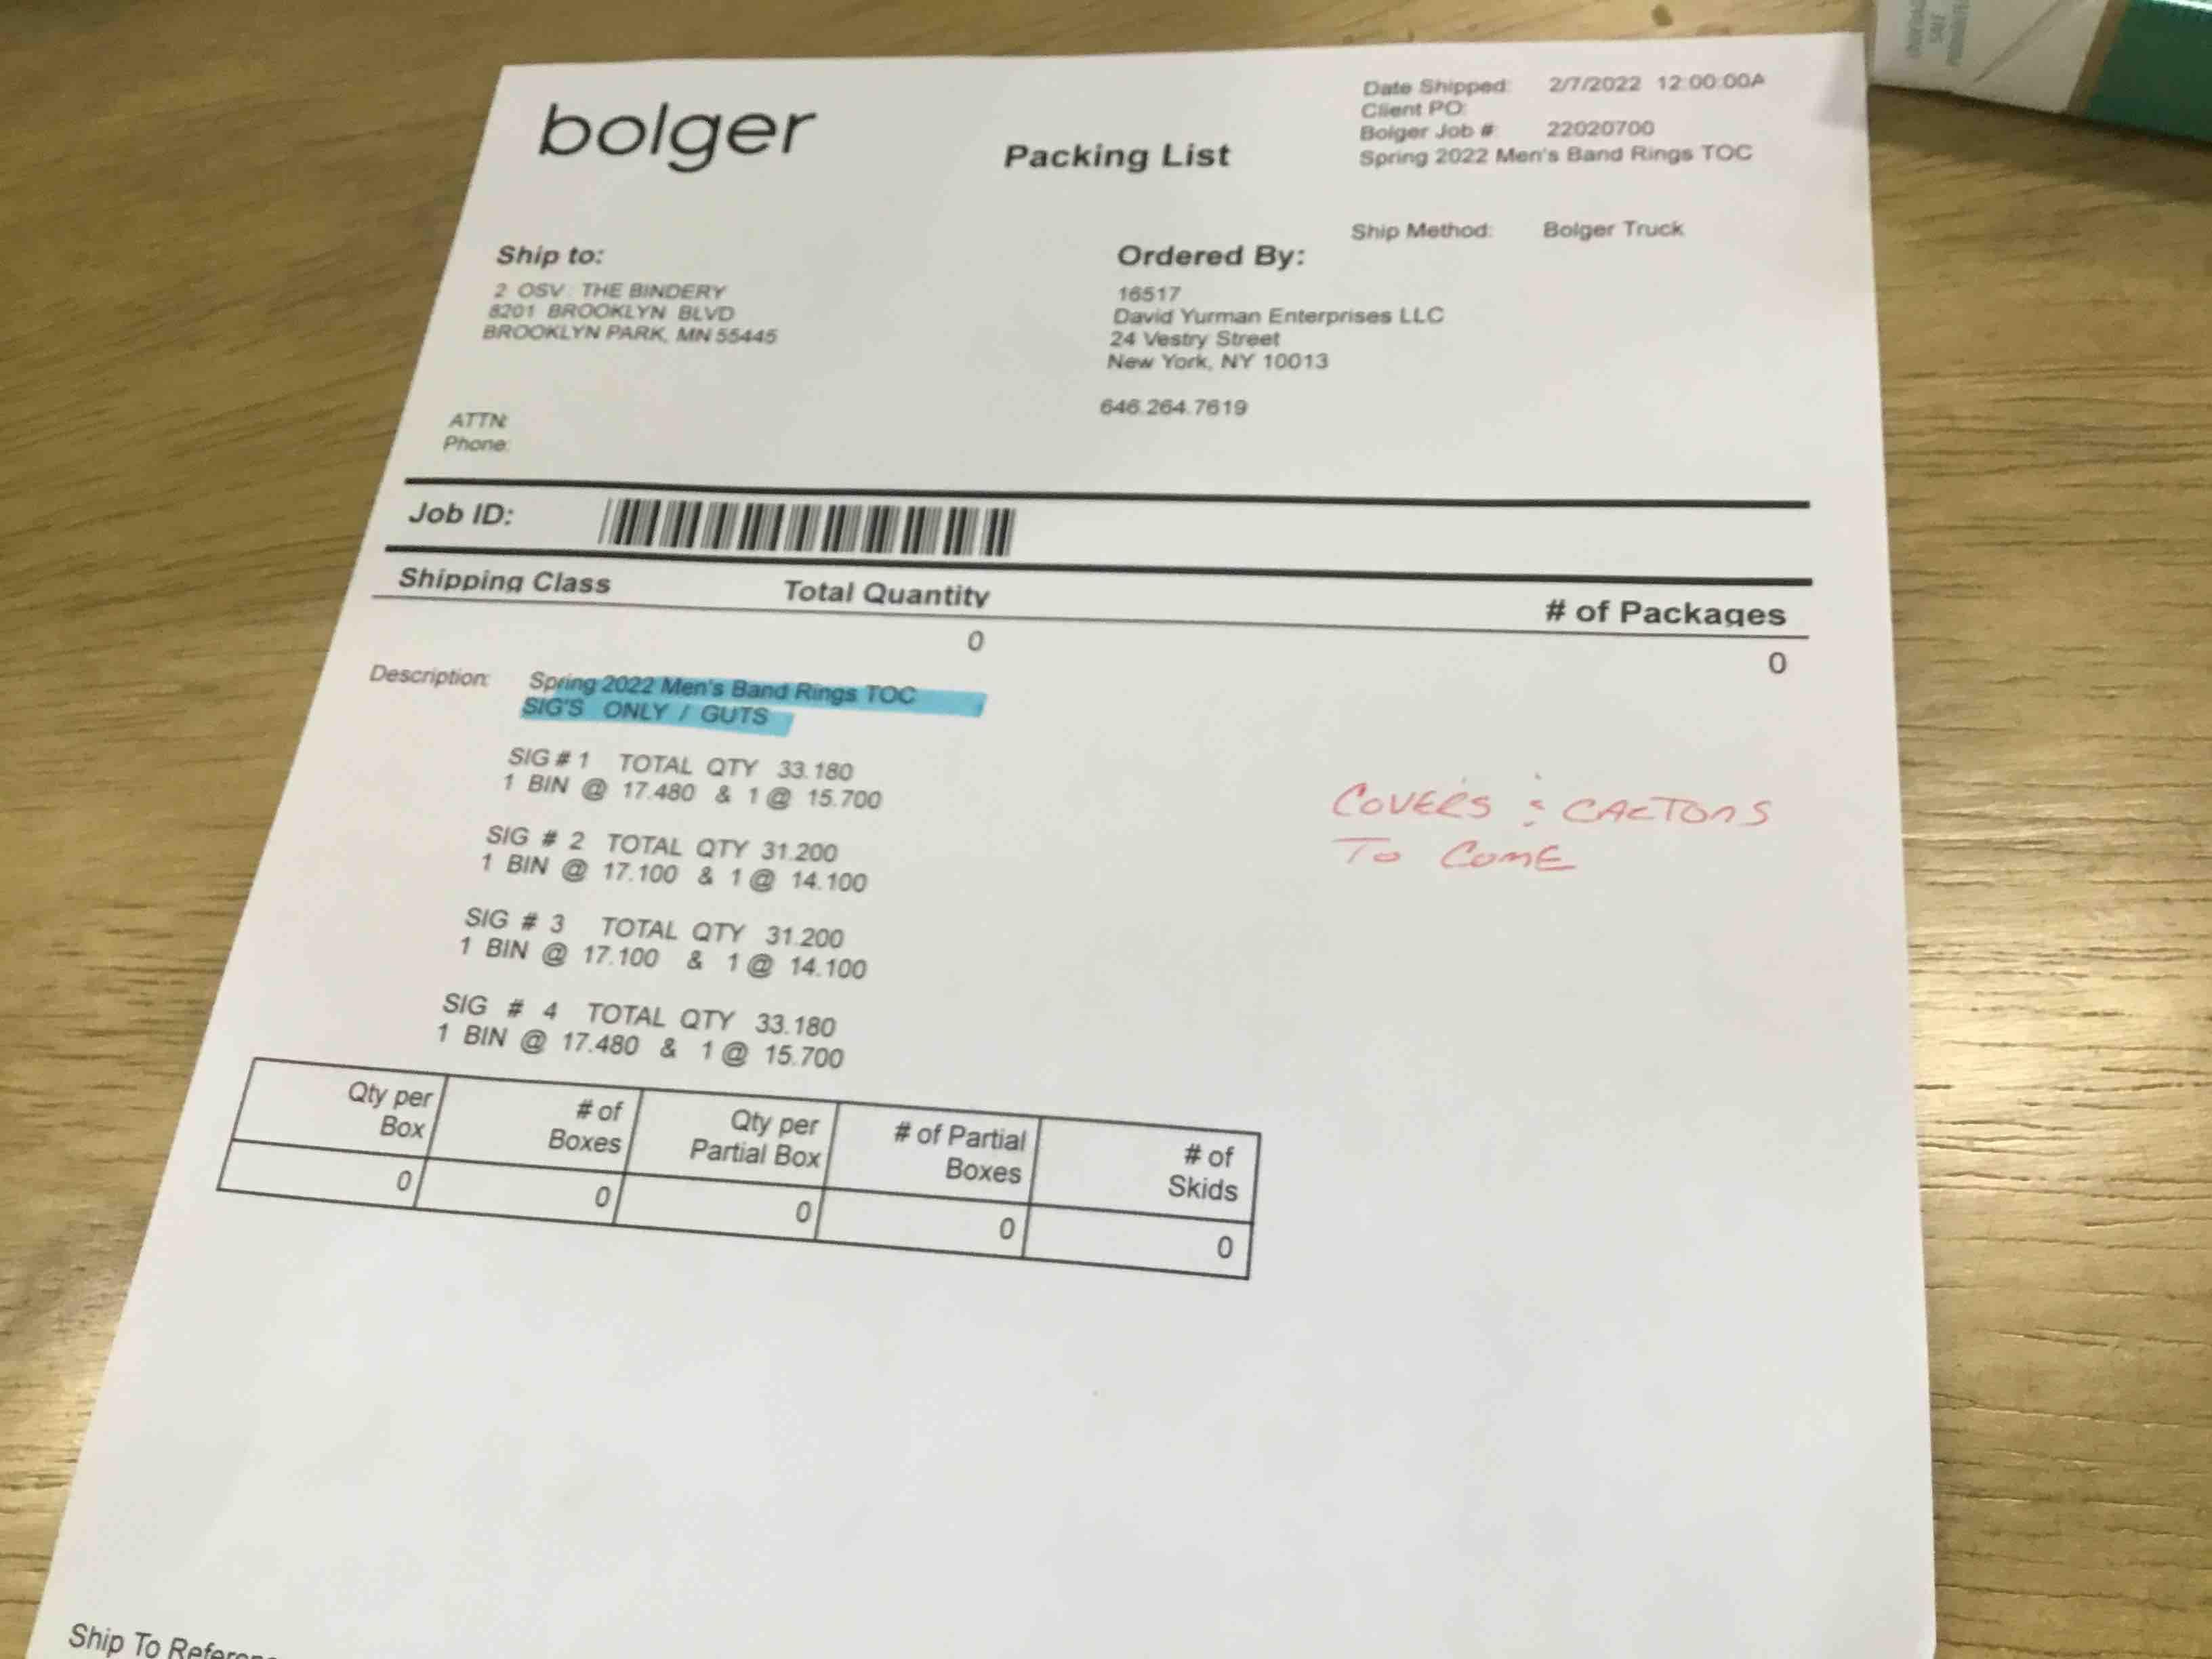 bolger
Packing List
Date Shipped: 2/7/2022 12:00:00A
Client PO:
Bolger Job # 22020700
Spring 2022 Men's Band Rings TOC
Ship Method: Bolger Truck
Ship to:
2 OSV. THE BINDERY
8201 BROOKLYN BLVD
BROOKLYN PARK, MN 55445
ATTN:
Phone:
Ordered By:
16517
David Yurman Enterprises LLC
24 Vestry Street
New York, NY 10013
646.264.7619
Job ID:
Shipping Class Total Quantity # of Packages
0 0
Description: Spring 2022 Men's Band Rings TOC
SIG'S ONLY / GUTS
SIG # 1 TOTAL QTY 33.180
1 BIN @ 17.480 & 1 @ 15.700
SIG # 2 TOTAL QTY 31.200
1 BIN @ 17.100 & 1 @ 14.100
SIG # 3 TOTAL QTY 31.200
1 BIN @ 17.100 & 1 @ 14.100
SIG # 4 TOTAL QTY 33.180
1 BIN @ 17.480 & 1 @ 15.700
COVERS & CARTONS
TO COME
Qty per Box # of Boxes Qty per Partial Box # of Partial Boxes # of Skids
0 0 0 0 0
Ship To